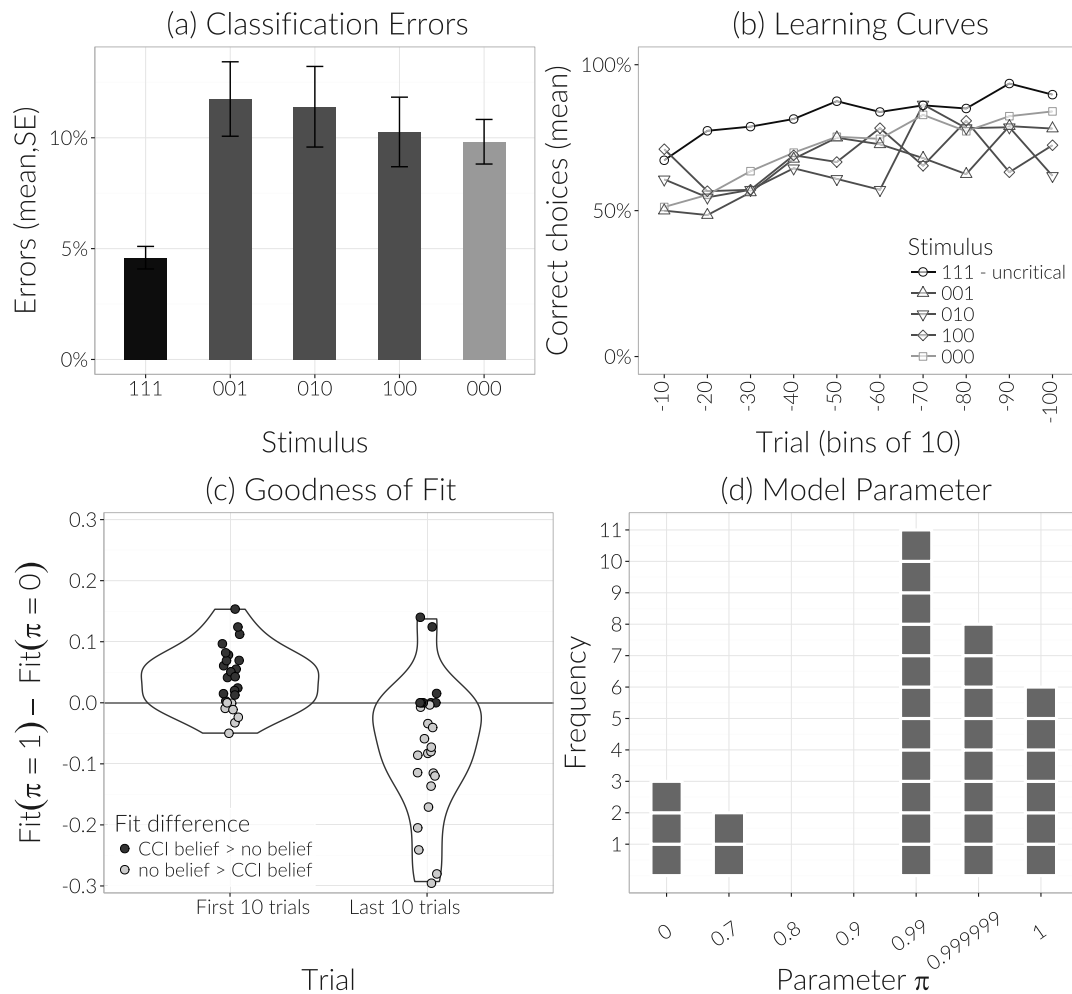 (a) Classification Errors
Errors (mean,SE)
10%
5%
0%
111
001
010
100
000
Stimulus
(b) Learning Curves
Correct choices (mean)
100%
50%
0%
Stimulus
111 - uncritical
001
010
100
000
-10
-20
-30
-40
-50
-60
-70
-80
-90
-100
Trial (bins of 10)
(c) Goodness of Fit
Fit(π = 1) − Fit(π = 0)
0.3
0.2
0.1
0.0
-0.1
-0.2
-0.3
Fit difference
CCI belief > no belief
no belief > CCI belief
First 10 trials
Last 10 trials
Trial
(d) Model Parameter
Frequency
11
10
9
8
7
6
5
4
3
2
1
0
0.7
0.8
0.9
0.99
0.999999
1
Parameter π